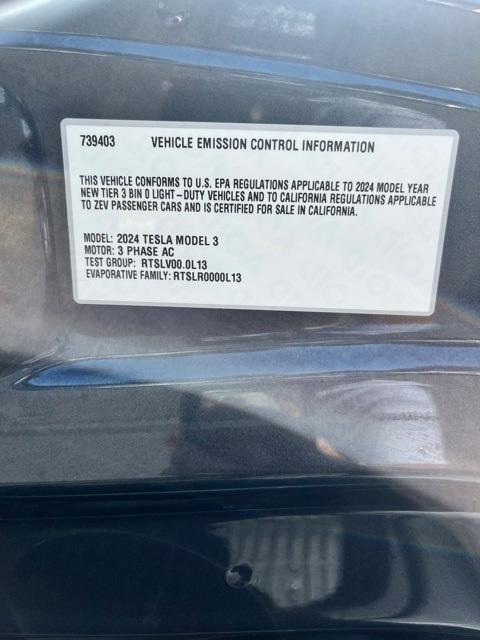 739403 VEHICLE EMISSION CONTROL INFORMATION
THIS VEHICLE CONFORMS TO U.S. EPA REGULATIONS APPLICABLE TO 2024 MODEL YEAR
NEW TIER 3 BIN 0 LIGHT-DUTY VEHICLES AND TO CALIFORNIA REGULATIONS APPLICABLE
TO ZEV PASSENGER CARS AND IS CERTIFIED FOR SALE IN CALIFORNIA.
MODEL: 2024 TESLA MODEL 3
MOTOR: 3 PHASE AC
TEST GROUP: RTSLV00.0L13
EVAPORATIVE FAMILY: RTSLR0000L13